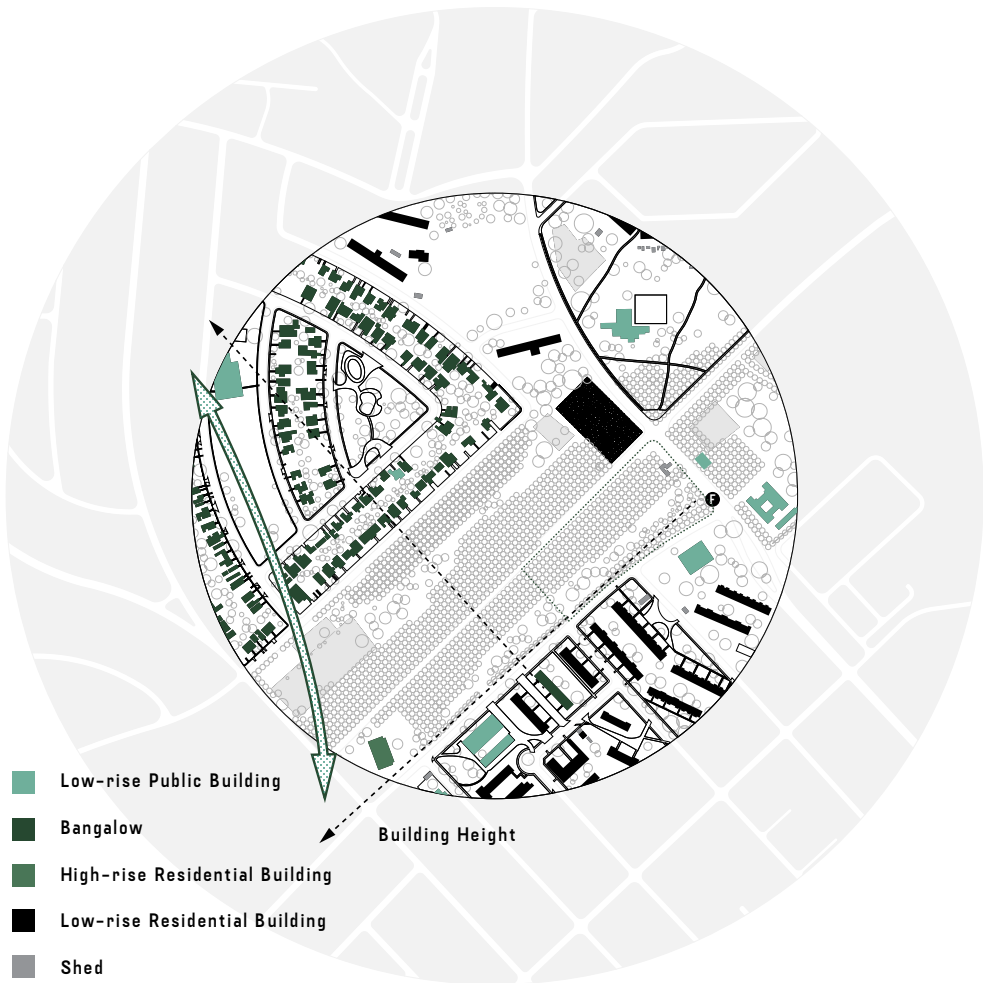 F
Low-rise Public Building
Bangalow
Building Height
High-rise Residential Building
Low-rise Residential Building
Shed